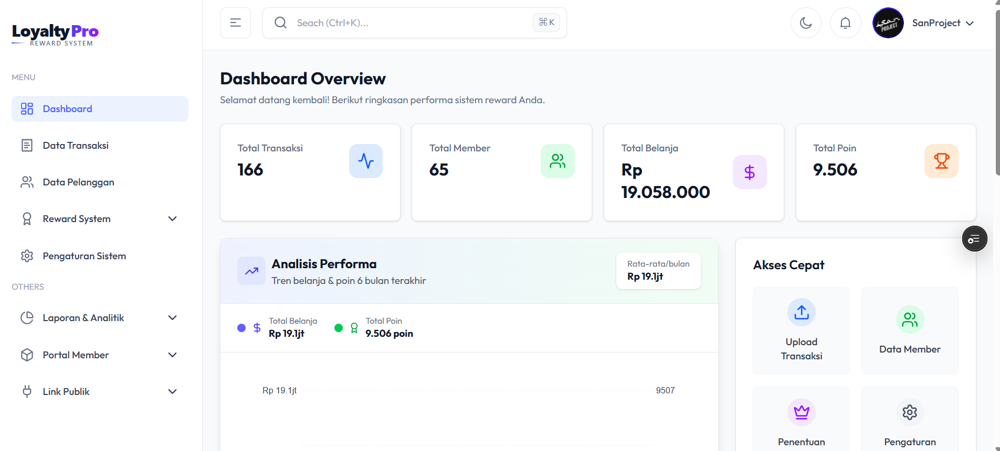 LoyaltyPro
REWARD SYSTEM
Seach (Ctrl+K)...
⌘K
SanProject
MENU
Dashboard
Data Transaksi
Data Pelanggan
Reward System
Pengaturan Sistem
OTHERS
Laporan & Analitik
Portal Member
Link Publik
Dashboard Overview
Selamat datang kembali! Berikut ringkasan performa sistem reward Anda.
Total Transaksi
166
Total Member
65
Total Belanja
Rp
19.058.000
Total Poin
9.506
Analisis Performa
Tren belanja & poin 6 bulan terakhir
Rata-rata/bulan
Rp 19.1jt
Total Belanja
Rp 19.1jt
Total Poin
9.506 poin
Rp 19.1jt
9507
Akses Cepat
Upload
Transaksi
Data Member
Penentuan
Pengaturan